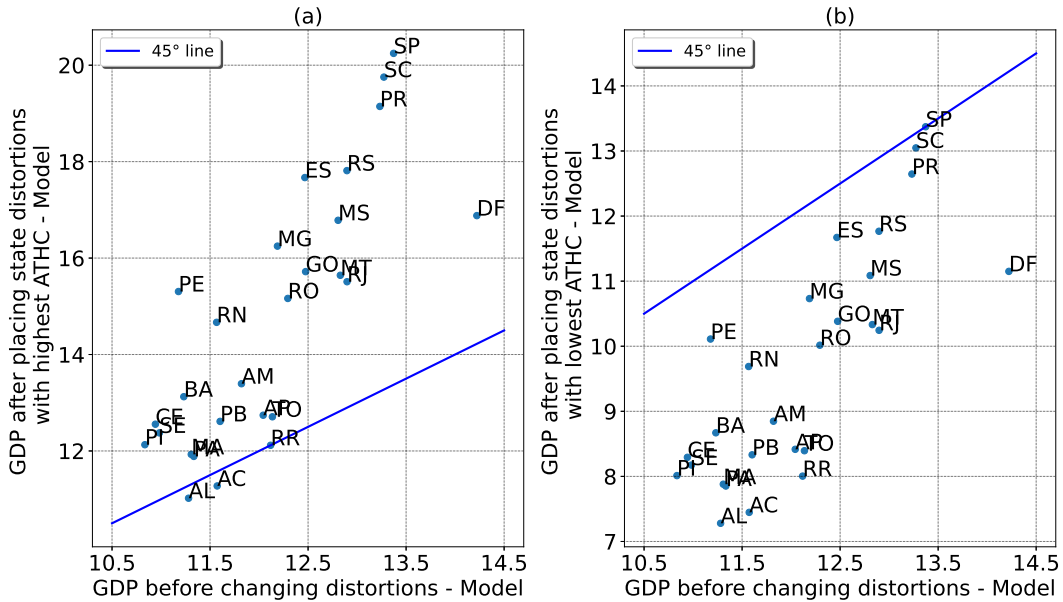 (a)
45° line
GDP after placing state distortions
with highest ATHC - Model
20
18
16
14
12
SP
SC
PR
RS
ES
MS
DF
MG
GO
MT
RJ
RO
PE
RN
AM
BA
AP
TO
PB
CE
SE
PI
MA
PA
RR
AC
AL
10.5
11.5
12.5
13.5
14.5
GDP before changing distortions - Model
(b)
45° line
GDP after placing state distortions
with lowest ATHC - Model
14
13
12
11
10
9
8
7
SP
SC
PR
RS
ES
MS
DF
MG
GO
MT
RJ
RO
PE
RN
AM
BA
AP
TO
PB
CE
SE
PI
RR
MA
PA
AC
AL
10.5
11.5
12.5
13.5
14.5
GDP before changing distortions - Model